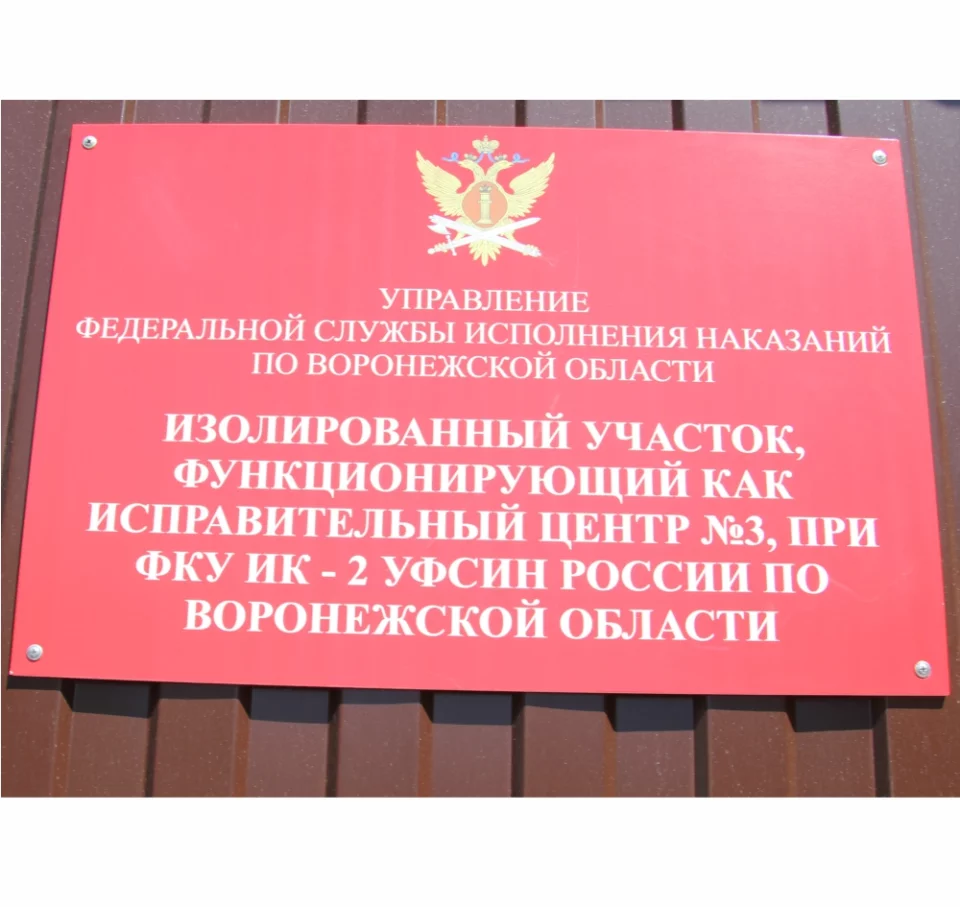 УПРАВЛЕНИЕ
ФЕДЕРАЛЬНОЙ СЛУЖБЫ ИСПОЛНЕНИЯ НАКАЗАНИЙ
ПО ВОРОНЕЖСКОЙ ОБЛАСТИ
ИЗОЛИРОВАННЫЙ УЧАСТОК,
ФУНКЦИОНИРУЮЩИЙ КАК
ИСПРАВИТЕЛЬНЫЙ ЦЕНТР №3, ПРИ
ФКУ ИК - 2 УФСИН РОССИИ ПО
ВОРОНЕЖСКОЙ ОБЛАСТИ